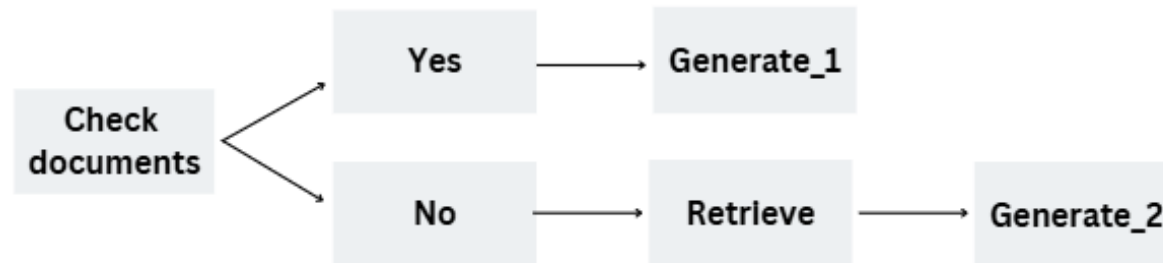 Check
documents
Yes
Generate_1
No
Retrieve
Generate_2